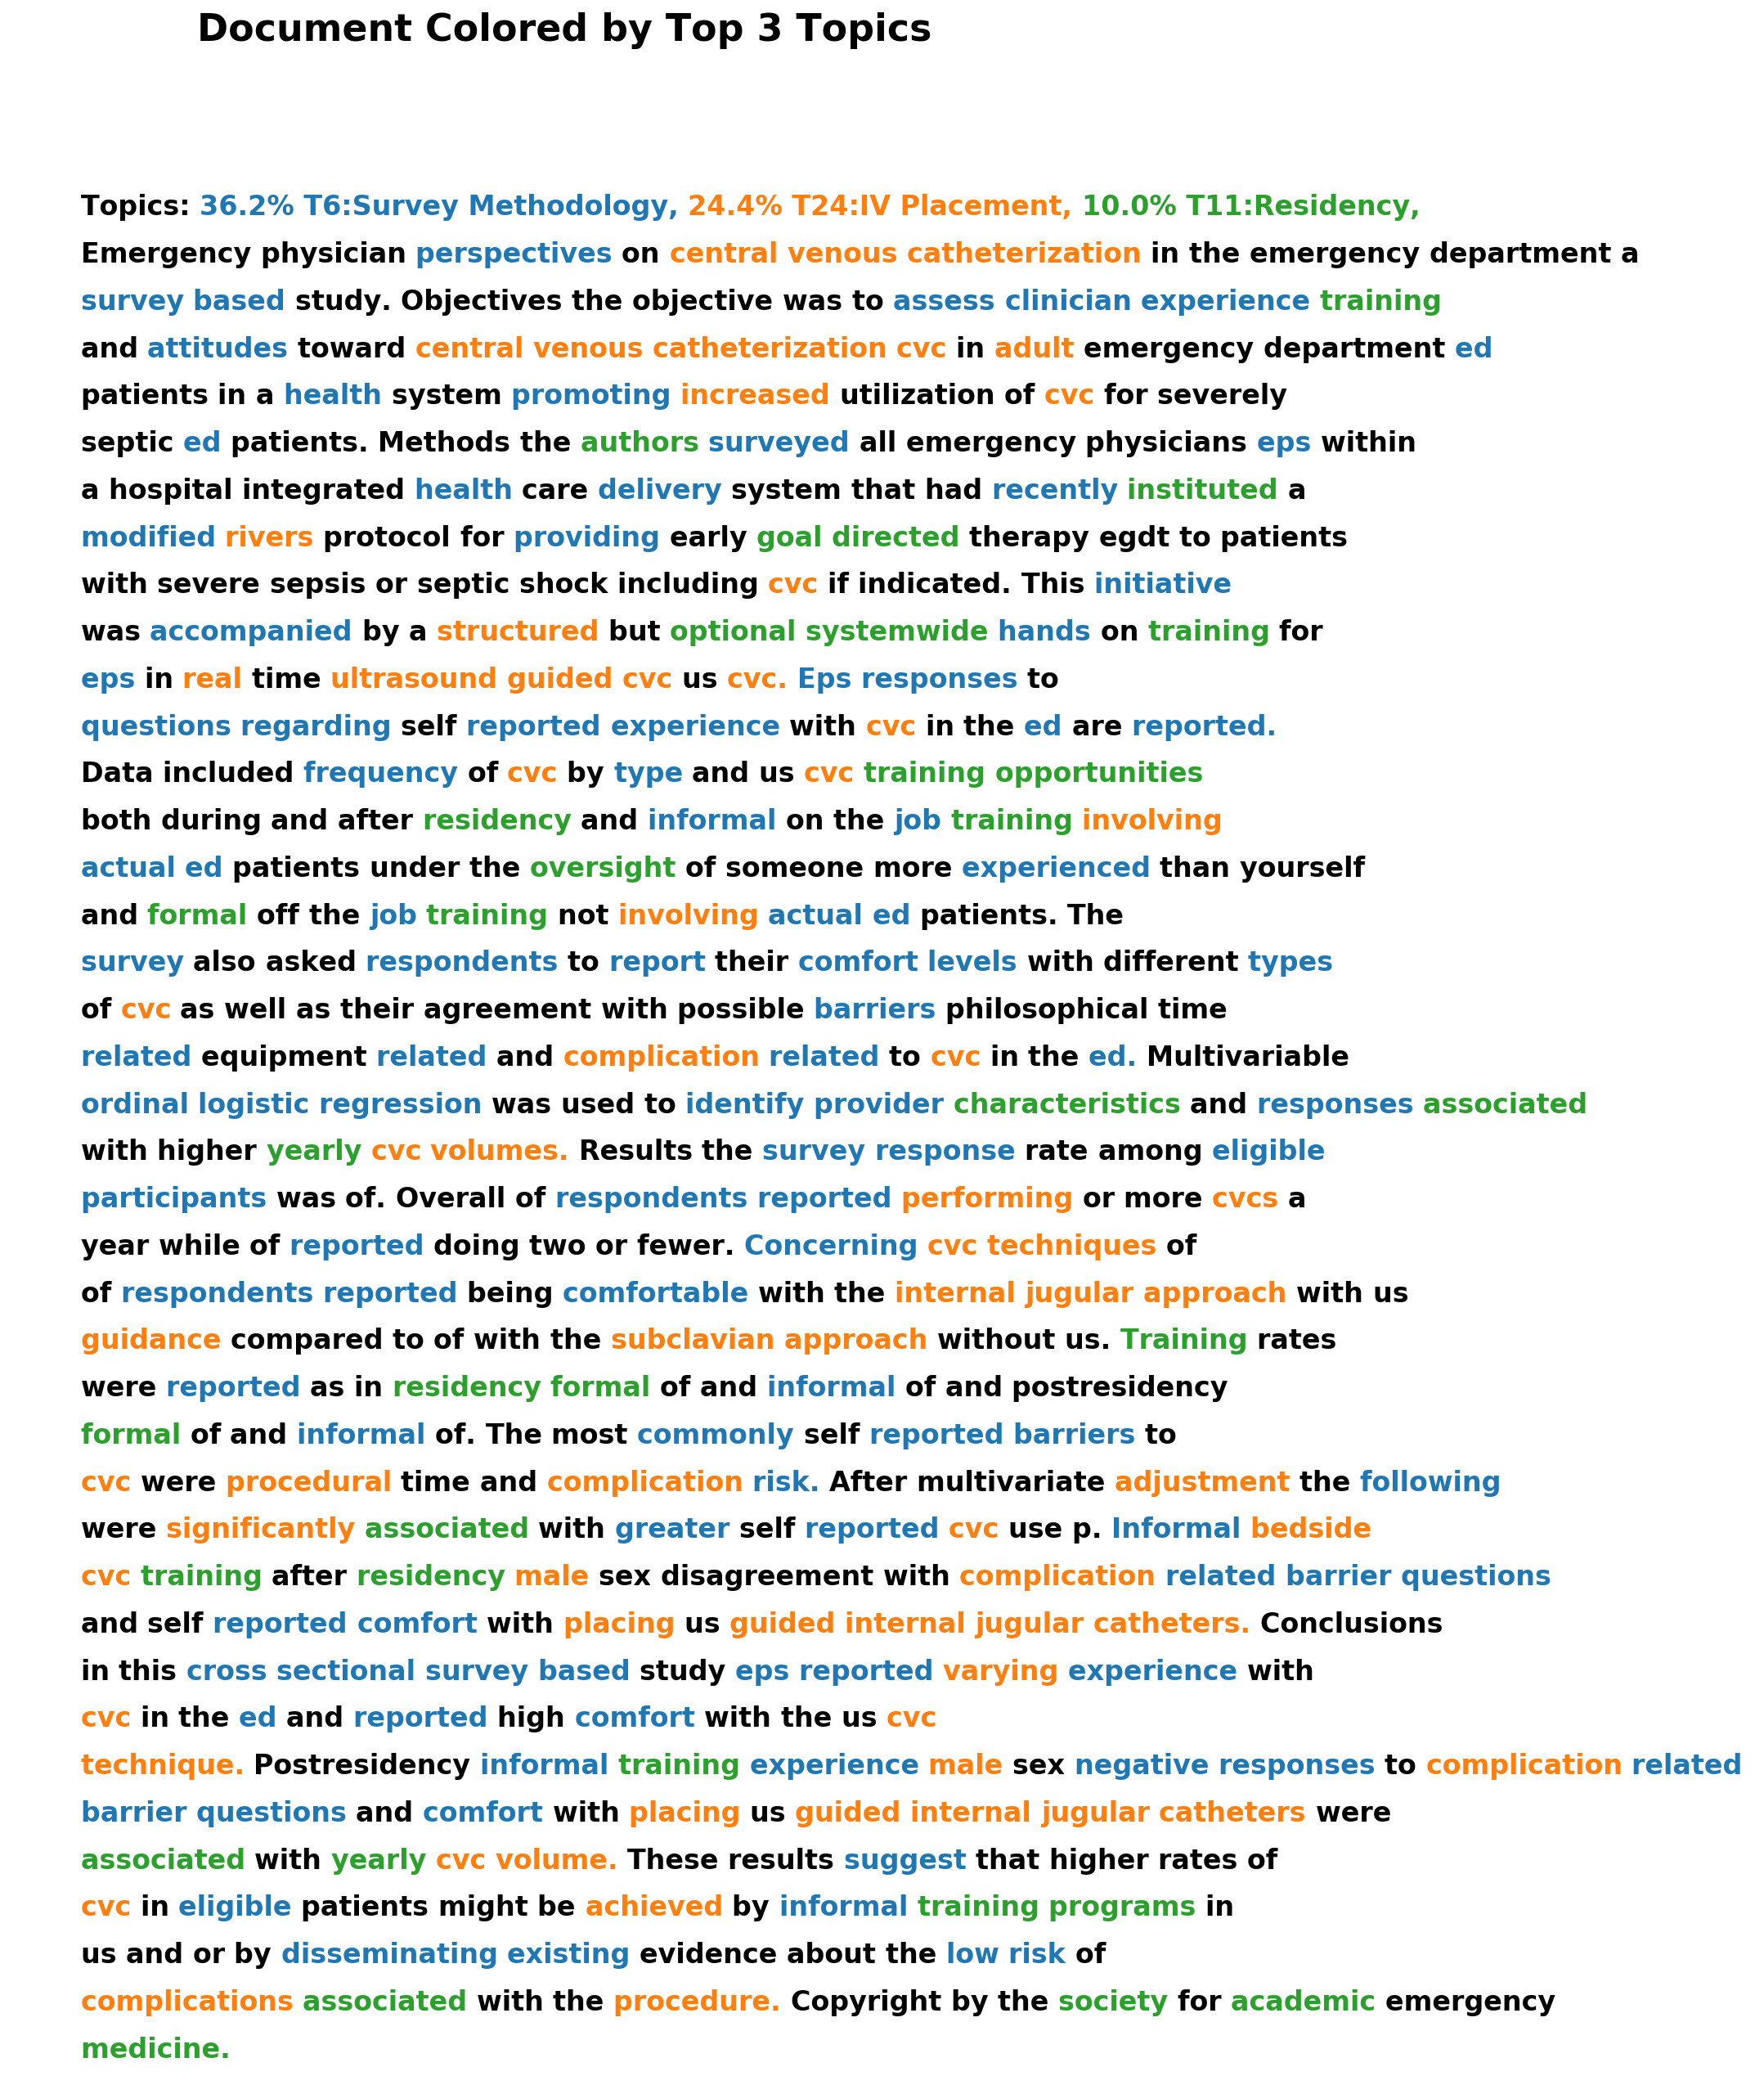 Document Colored by Top 3 Topics
Topics: 36.2% T6:Survey Methodology, 24.4% T24:IV Placement, 10.0% T11:Residency,
Emergency physician perspectives on central venous catheterization in the emergency department a
survey based study. Objectives the objective was to assess clinician experience training
and attitudes toward central venous catheterization cvc in adult emergency department ed
patients in a health system promoting increased utilization of cvc for severely
septic ed patients. Methods the authors surveyed all emergency physicians eps within
a hospital integrated health care delivery system that had recently instituted a
modified rivers protocol for providing early goal directed therapy egdt to patients
with severe sepsis or septic shock including cvc if indicated. This initiative
was accompanied by a structured but optional systemwide hands on training for
eps in real time ultrasound guided cvc us cvc. Eps responses to
questions regarding self reported experience with cvc in the ed are reported.
Data included frequency of cvc by type and us cvc training opportunities
both during and after residency and informal on the job training involving
actual ed patients under the oversight of someone more experienced than yourself
and formal off the job training not involving actual ed patients. The
survey also asked respondents to report their comfort levels with different types
of cvc as well as their agreement with possible barriers philosophical time
related equipment related and complication related to cvc in the ed. Multivariable
ordinal logistic regression was used to identify provider characteristics and responses associated
with higher yearly cvc volumes. Results the survey response rate among eligible
participants was of. Overall of respondents reported performing or more cvcs a
year while of reported doing two or fewer. Concerning cvc techniques of
of respondents reported being comfortable with the internal jugular approach with us
guidance compared to of with the subclavian approach without us. Training rates
were reported as in residency formal of and informal of and postresidency
formal of and informal of. The most commonly self reported barriers to
cvc were procedural time and complication risk. After multivariate adjustment the following
were significantly associated with greater self reported cvc use p. Informal bedside
cvc training after residency male sex disagreement with complication related barrier questions
and self reported comfort with placing us guided internal jugular catheters. Conclusions
in this cross sectional survey based study eps reported varying experience with
cvc in the ed and reported high comfort with the us cvc
technique. Postresidency informal training experience male sex negative responses to complication related
barrier questions and comfort with placing us guided internal jugular catheters were
associated with yearly cvc volume. These results suggest that higher rates of
cvc in eligible patients might be achieved by informal training programs in
us and or by disseminating existing evidence about the low risk of
complications associated with the procedure. Copyright by the society for academic emergency
medicine.